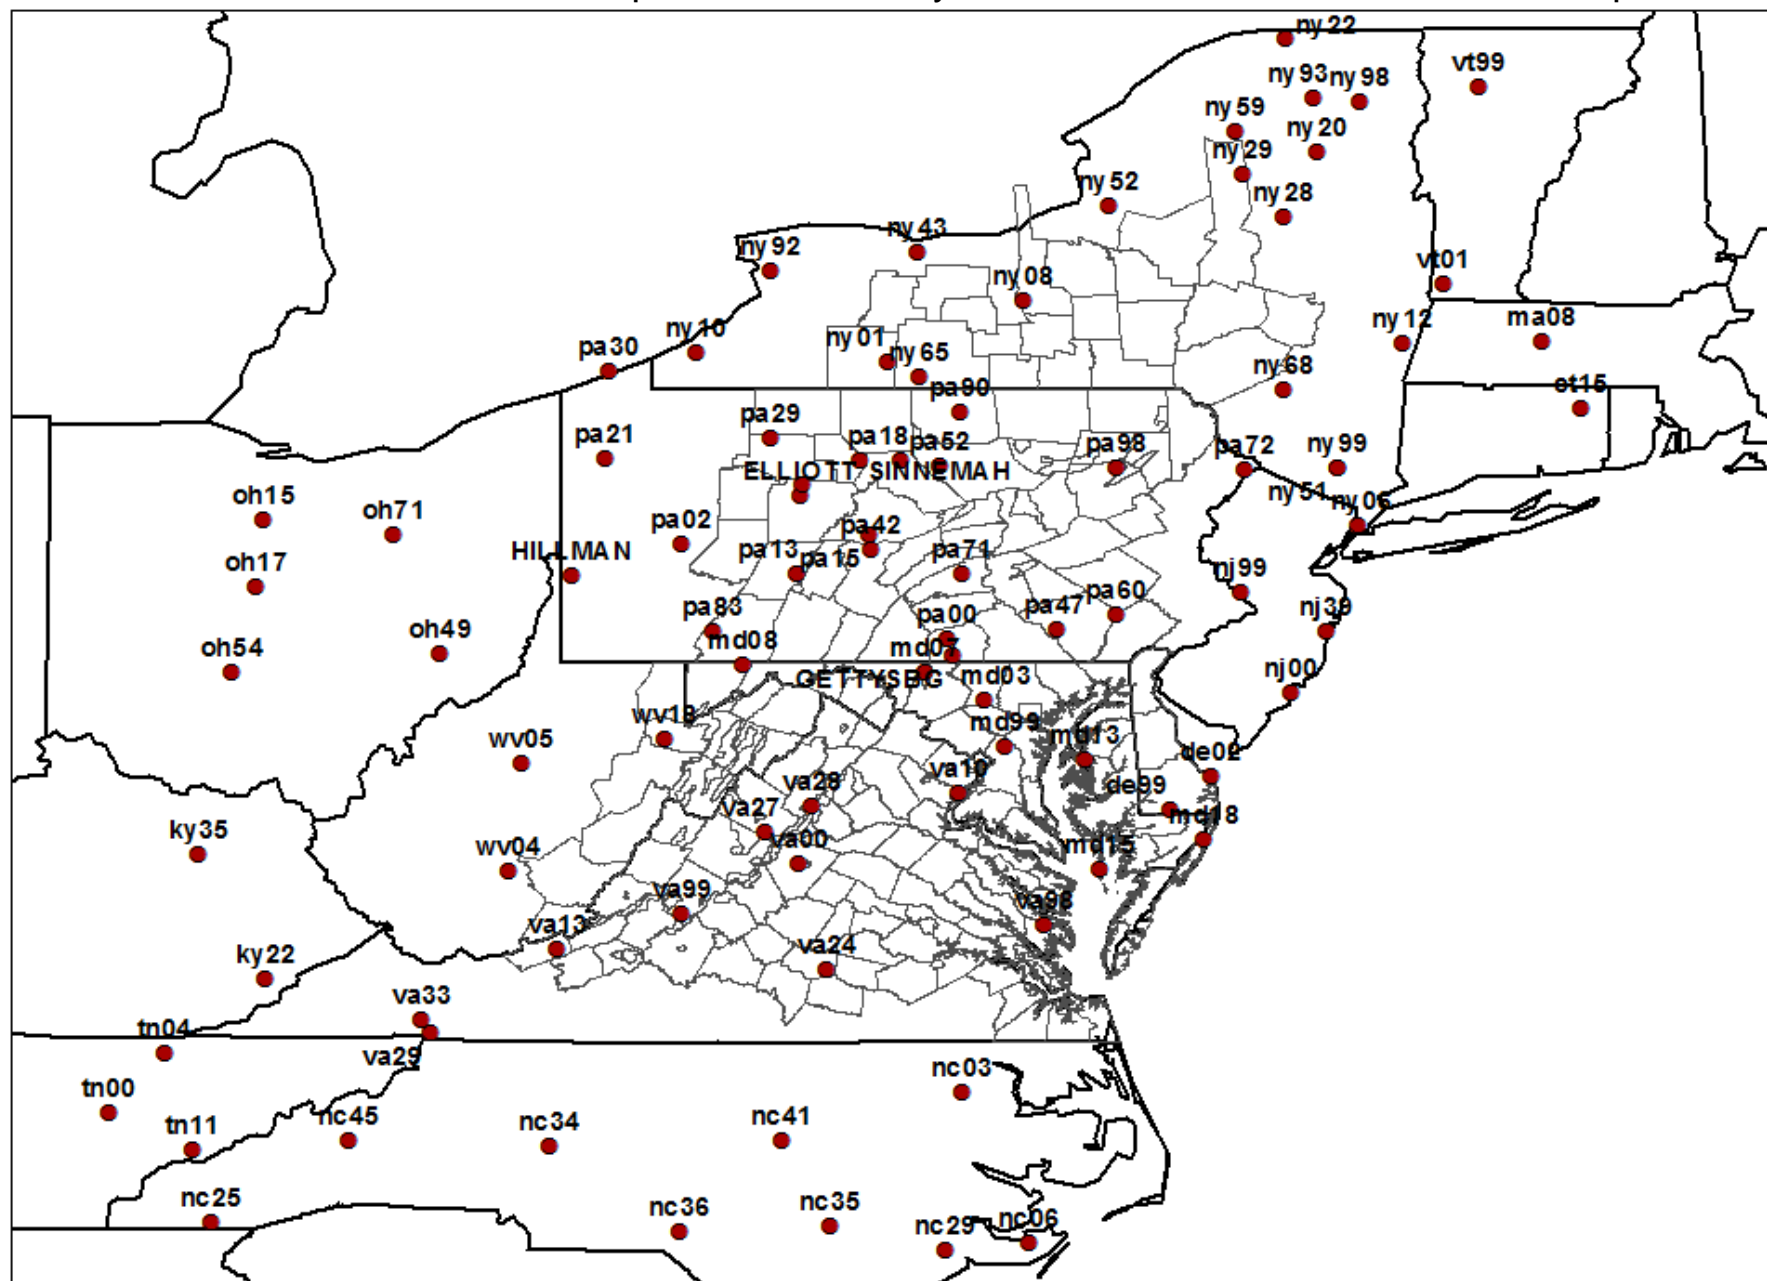 ny22
vt99
ny93 ny98
ny59
ny20
ny29
ny52
ny28
ny43
ny92
vt01
ny08
ny10
ny12
ma08
pa30
ny01
ny65
ny68
pa90
ct15
pa29
pa21
pa18 pa52
pa98
pa72
ny99
ELLIOTT SINNEMAH
oh15
oh71
ny51
ny06
pa02
pa42
HILLMAN
pa13
pa15
pa71
oh17
nj99
pa83
pa00
pa47
pa60
nj39
oh49
oh54
md08
md07
GETTYSBG
md03
nj00
wv18
wv05
md99
md13
de02
va10
va28
de99
va27
md18
ky35
wv04
va00
md15
va99
va98
va13
va24
ky22
va33
tn04
va29
nc03
tn00
tn11
nc45
nc34
nc41
nc25
nc36
nc35
nc29
nc06